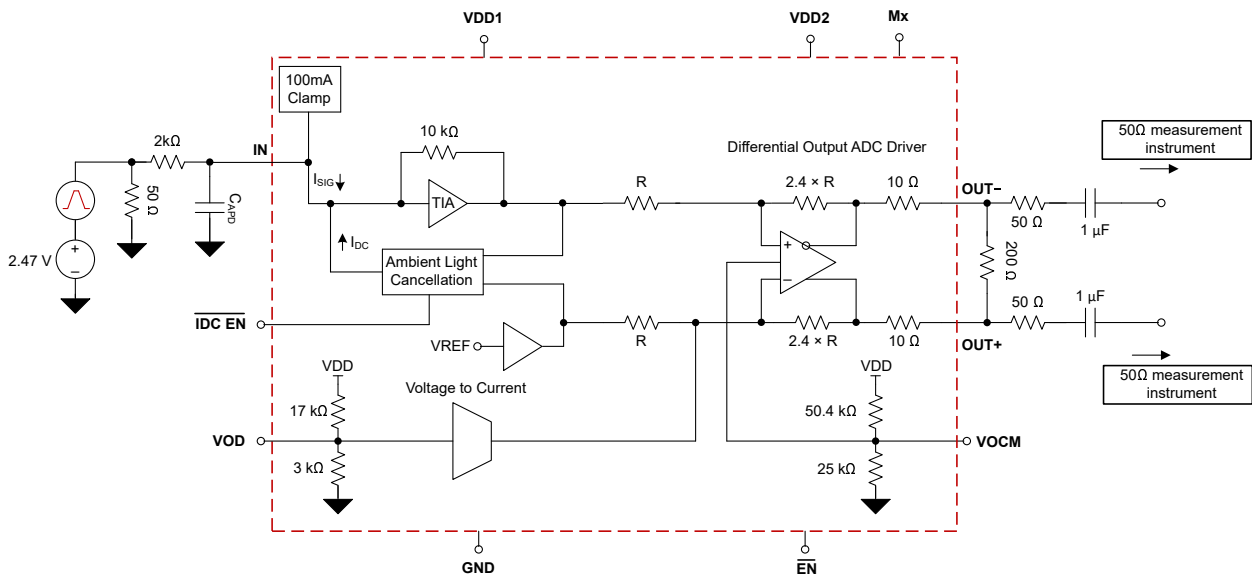 VDD1
VDD2
Mx
100mA
Clamp
10 kΩ
Differential Output ADC Driver
50Ω measurement
instrument
2kΩ
IN
50 Ω
CAPD
ISIG
TIA
R
2.4 × R
10 Ω
OUT−
50 Ω
1 µF
2.47 V
+
−
IDC
Ambient Light
Cancellation
+
−
200 Ω
IDC EN
VREF
R
2.4 × R
10 Ω
OUT+
50 Ω
1 µF
50Ω measurement
instrument
VDD
Voltage to Current
VDD
17 kΩ
50.4 kΩ
VOD
VOCM
3 kΩ
25 kΩ
GND
EN